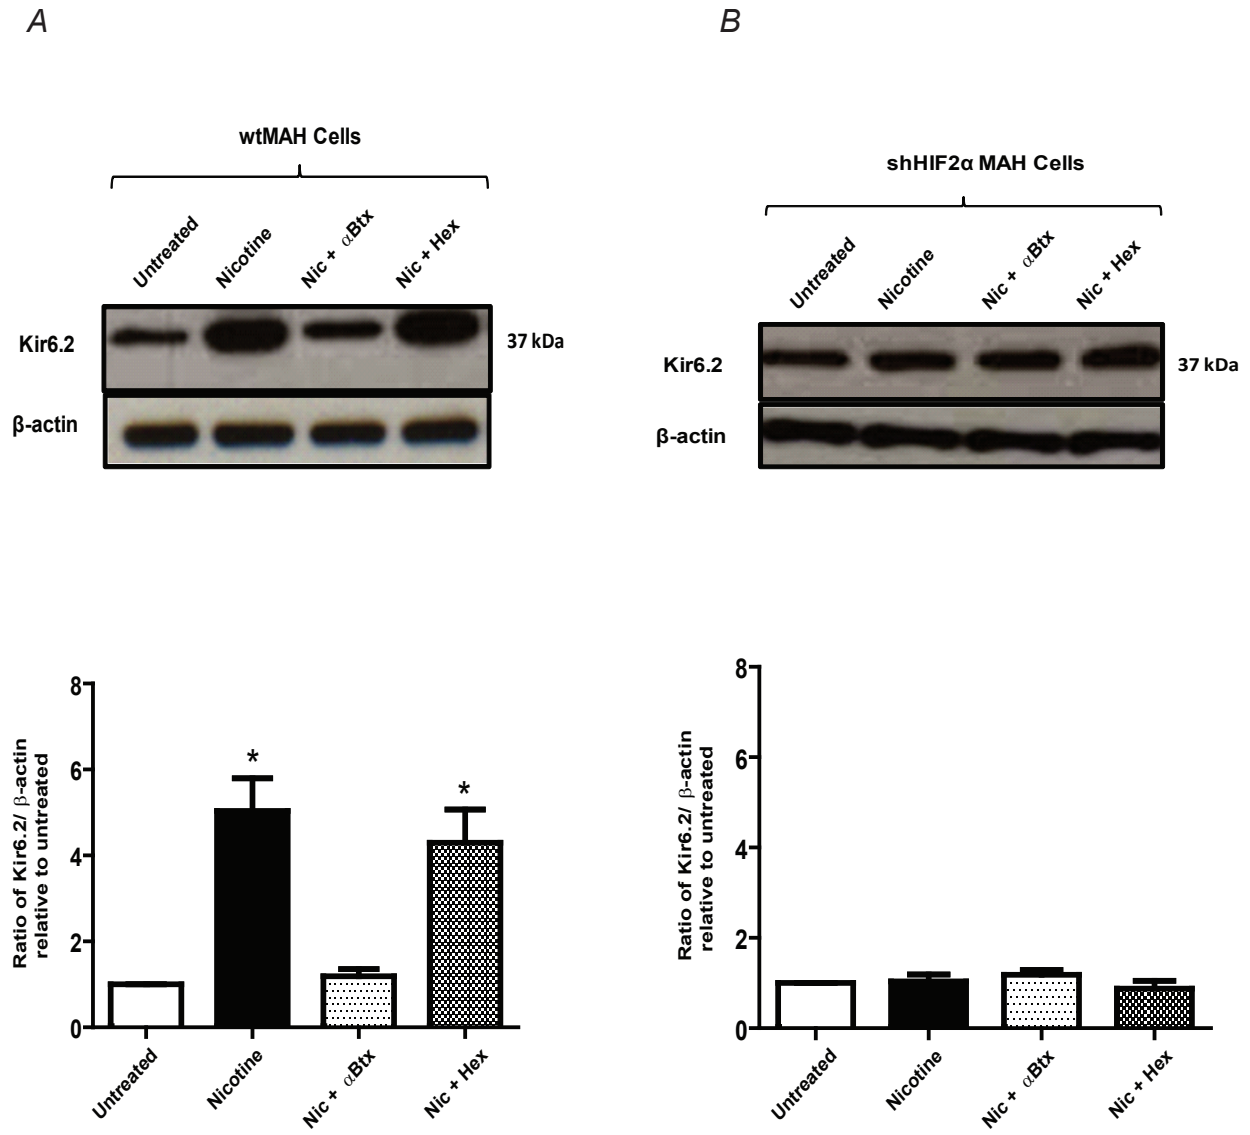 A
B
wtMAH Cells
shHIF2α MAH Cells
Untreated
Nicotine
Nic + αBtx
Nic + Hex
Untreated
Nicotine
Nic + αBtx
Nic + Hex
Kir6.2
37 kDa
β-actin
Kir6.2
37 kDa
β-actin
Ratio of Kir6.2/ β-actin
relative to untreated
8
6
4
2
0
*
*
Untreated
Nicotine
Nic + αBtx
Nic + Hex
Ratio of Kir6.2/ β-actin
relative to untreated
8
6
4
2
0
Untreated
Nicotine
Nic + αBtx
Nic + Hex